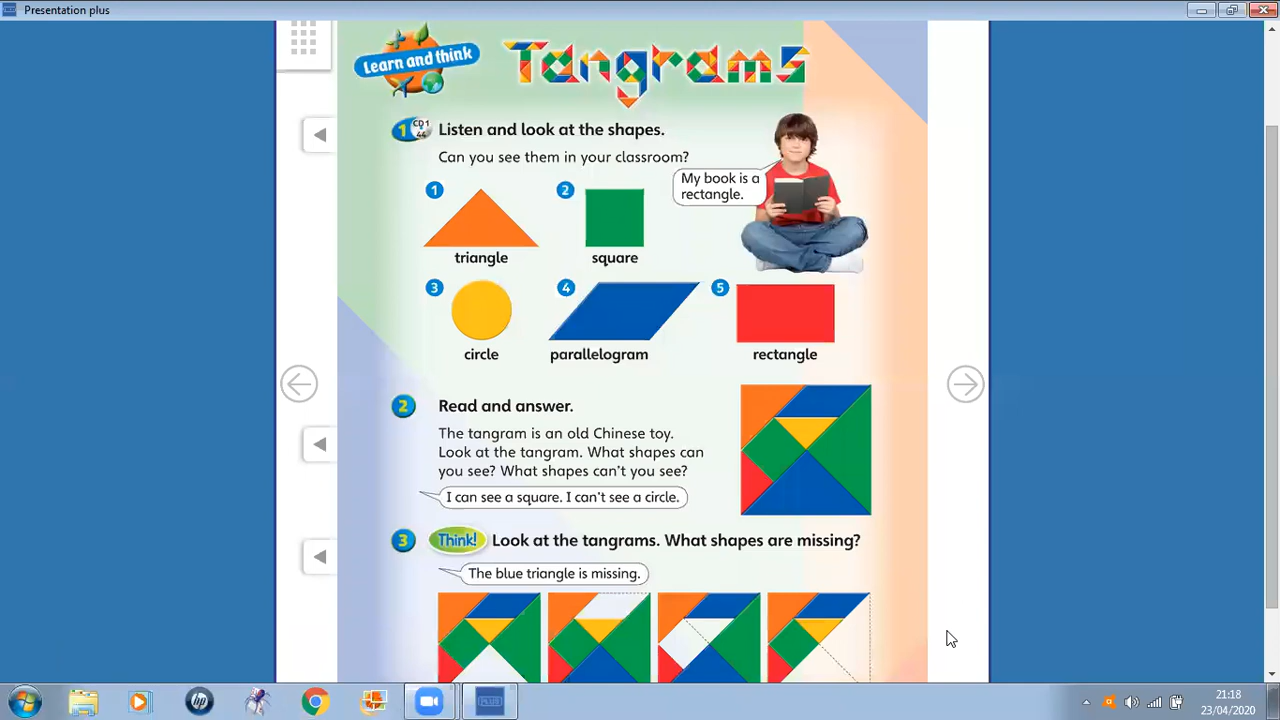 Presentation plus
Learn and think
Tangrams
1 CD1 44 Listen and look at the shapes.
Can you see them in your classroom?
My book is a
rectangle.
1
2
triangle
square
3
4
5
circle
parallelogram
rectangle
2 Read and answer.
The tangram is an old Chinese toy.
Look at the tangram. What shapes can
you see? What shapes can't you see?
I can see a square. I can't see a circle.
3 Think! Look at the tangrams. What shapes are missing?
The blue triangle is missing.
hp
PLUS
21:18
23/04/2020